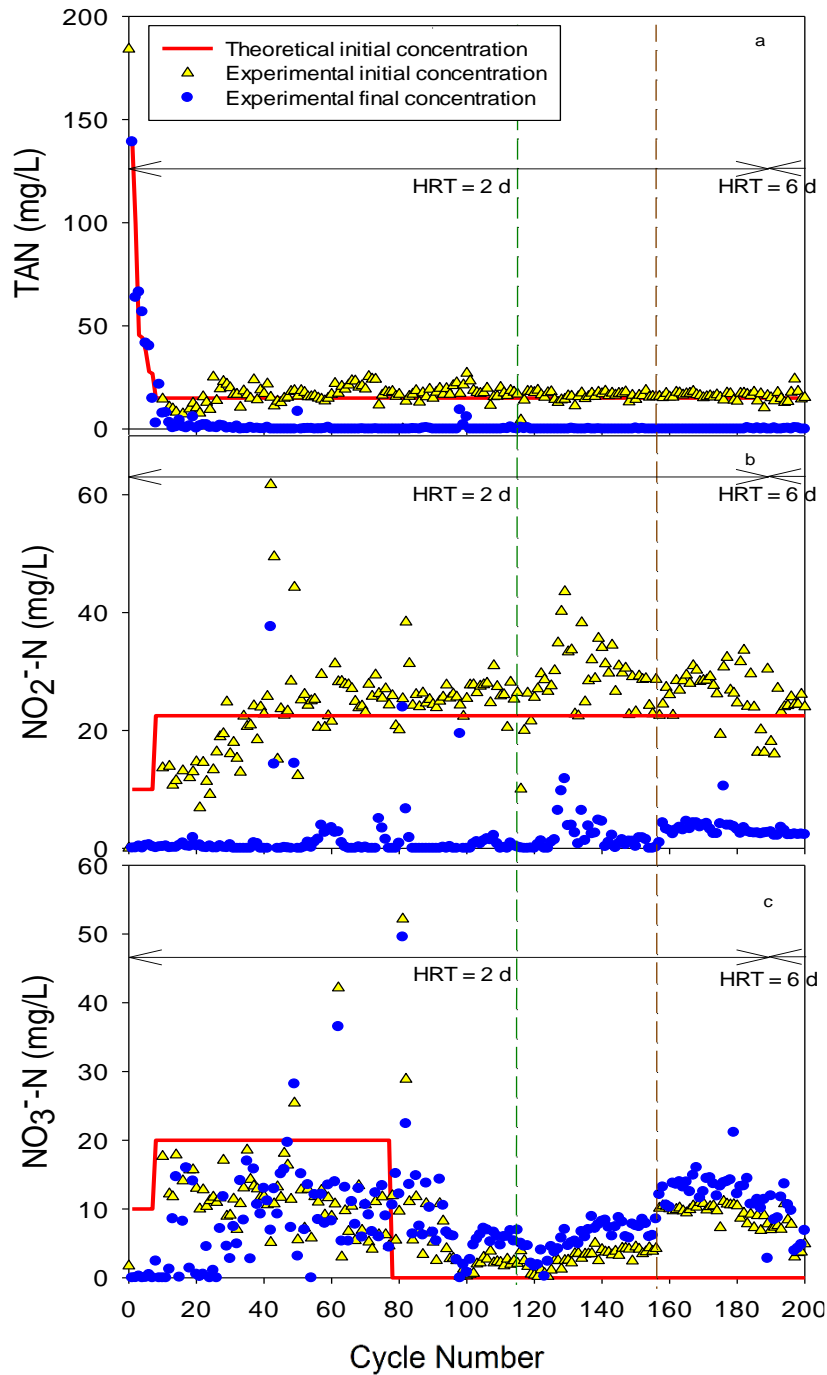 200
Theoretical initial concentration
a
Experimental initial concentration
Experimental final concentration
150
HRT = 2 d
HRT = 6 d
TAN (mg/L)
100
50
0
b
60
HRT = 2 d
HRT = 6 d
NO2⁻-N (mg/L)
40
20
0
60
c
50
HRT = 2 d
HRT = 6 d
NO3⁻-N (mg/L)
40
30
20
10
0
0 20 40 60 80 100 120 140 160 180 200
Cycle Number